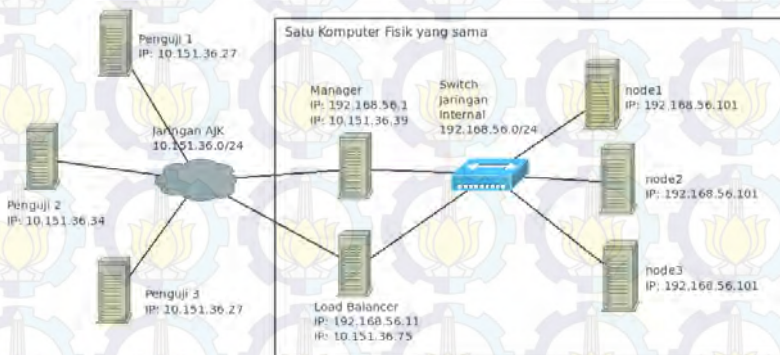 Satu Komputer Fisik yang sama
Penguji 1
IP: 10.151.36.27
Jaringan AJK
10.151.36.0/24
Penguji 2
IP: 10.151.36.34
Penguji 3
IP: 10.151.36.27
Manager
IP: 192.168.56.1
IP: 10.151.36.39
Load Balancer
IP: 192.168.56.11
IP: 10.151.36.75
Switch
Jaringan
Internal
192.168.56.0/24
node1
IP: 192.168.56.101
node2
IP: 192.168.56.101
node3
IP: 192.168.56.101